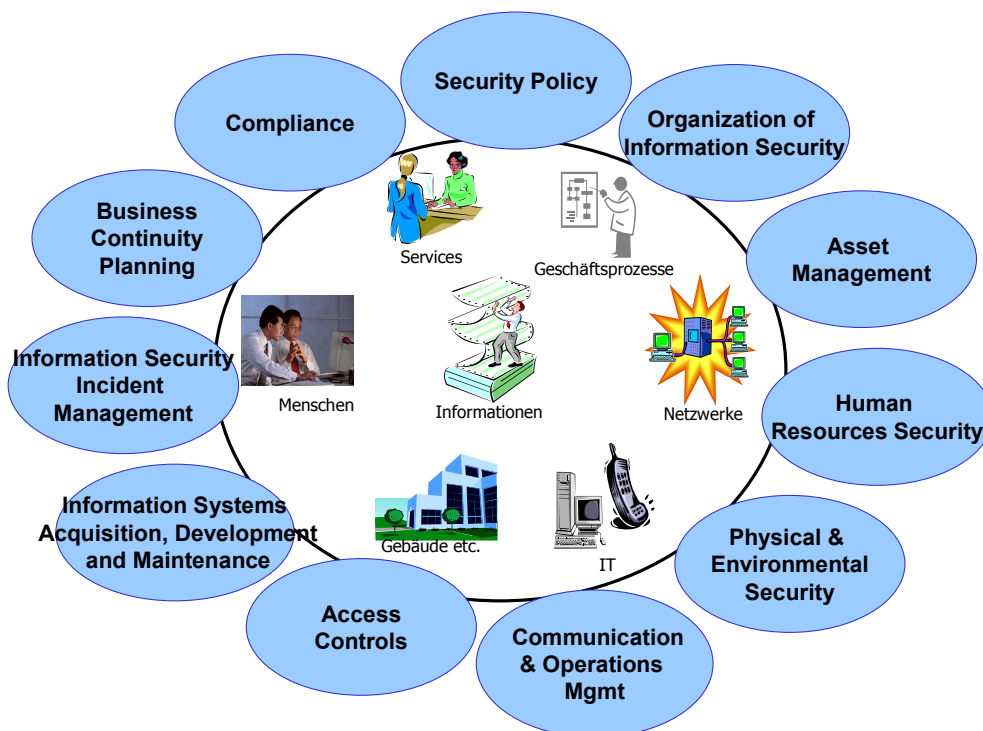 Security Policy
Organization of
Information Security
Asset
Management
Human
Resources Security
Physical &
Environmental
Security
Communication
& Operations
Mgmt
Access
Controls
Information Systems
Acquisition, Development
and Maintenance
Information Security
Incident
Management
Business
Continuity
Planning
Compliance
Services
Geschäftsprozesse
Menschen
Informationen
Netzwerke
Gebäude etc.
IT